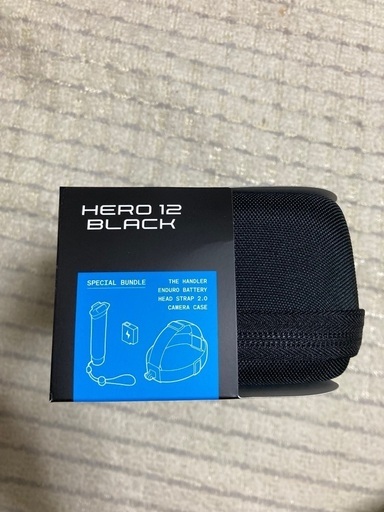 HERO 12
BLACK
SPECIAL BUNDLE
THE HANDLER
ENDURO BATTERY
HEAD STRAP 2.0
CAMERA CASE